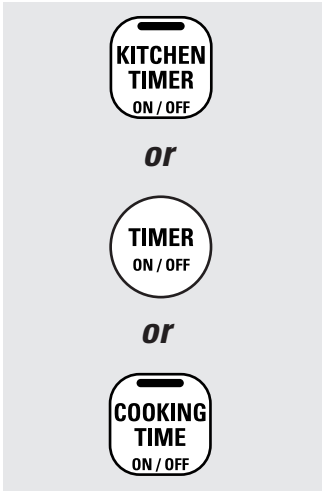 KITCHEN
TIMER
ON / OFF
or
TIMER
ON / OFF
or
COOKING
TIME
ON / OFF